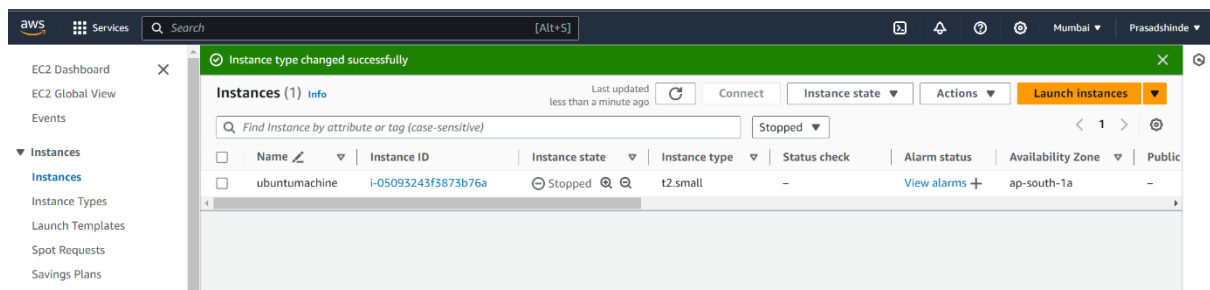 aws Services Search [Alt+S] Mumbai Prasadshinde
Instance type changed successfully
EC2 Dashboard
EC2 Global View
Events
Instances
Instances
Instance Types
Launch Templates
Spot Requests
Savings Plans
Instances (1) Info Last updated less than a minute ago Connect Instance state Actions Launch instances
Find Instance by attribute or tag (case-sensitive) Stopped 1
Name Instance ID Instance state Instance type Status check Alarm status Availability Zone Public
ubuntumachine i-05093243f3873b76a Stopped t2.small – View alarms + ap-south-1a –